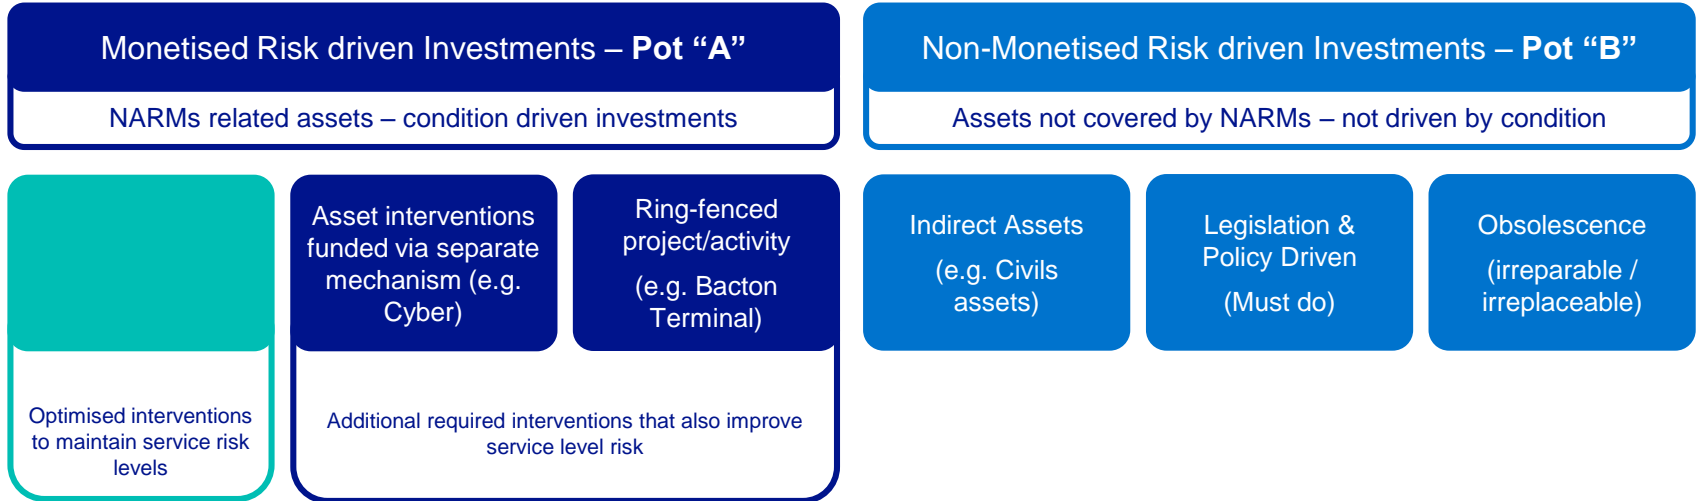 Monetised Risk driven Investments – Pot “A”
NARMs related assets – condition driven investments
Non-Monetised Risk driven Investments – Pot “B”
Assets not covered by NARMs – not driven by condition
Optimised interventions
to maintain service risk
levels
Asset interventions
funded via separate
mechanism (e.g.
Cyber)
Ring-fenced
project/activity
(e.g. Bacton
Terminal)
Additional required interventions that also improve
service level risk
Indirect Assets
(e.g. Civils
assets)
Legislation &
Policy Driven
(Must do)
Obsolescence
(irreparable /
irreplaceable)